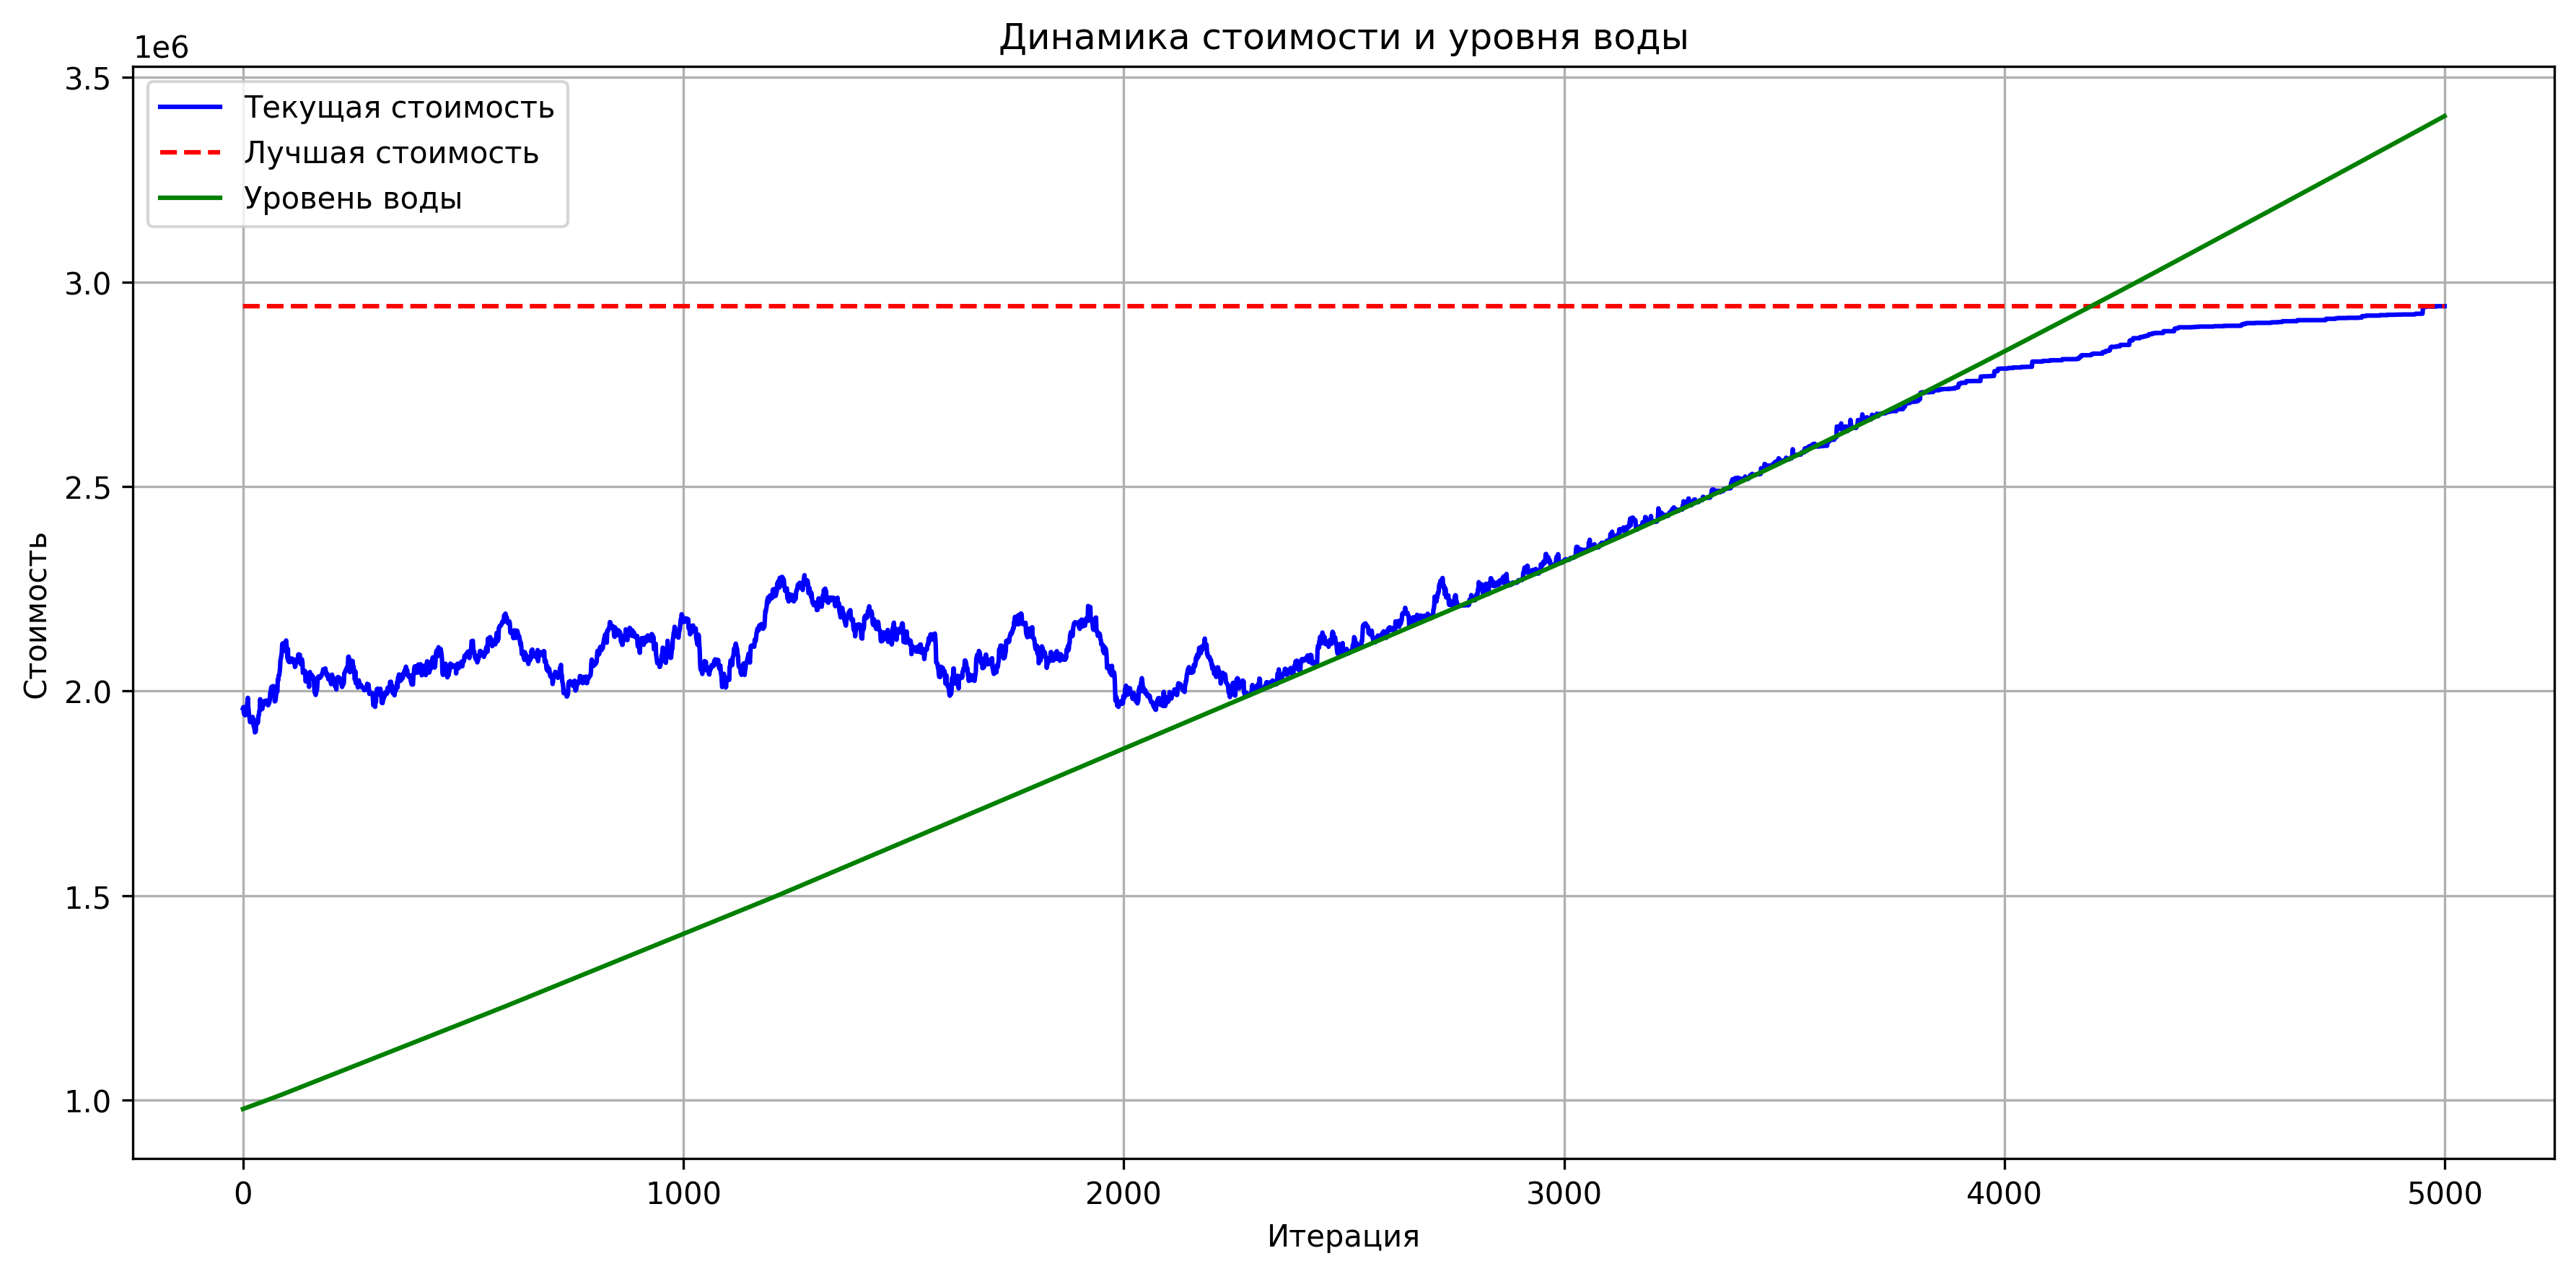 Динамика стоимости и уровня воды
1e6
3.5
3.0
2.5
2.0
1.5
1.0
Стоимость
Текущая стоимость
Лучшая стоимость
Уровень воды
0 1000 2000 3000 4000 5000
Итерация